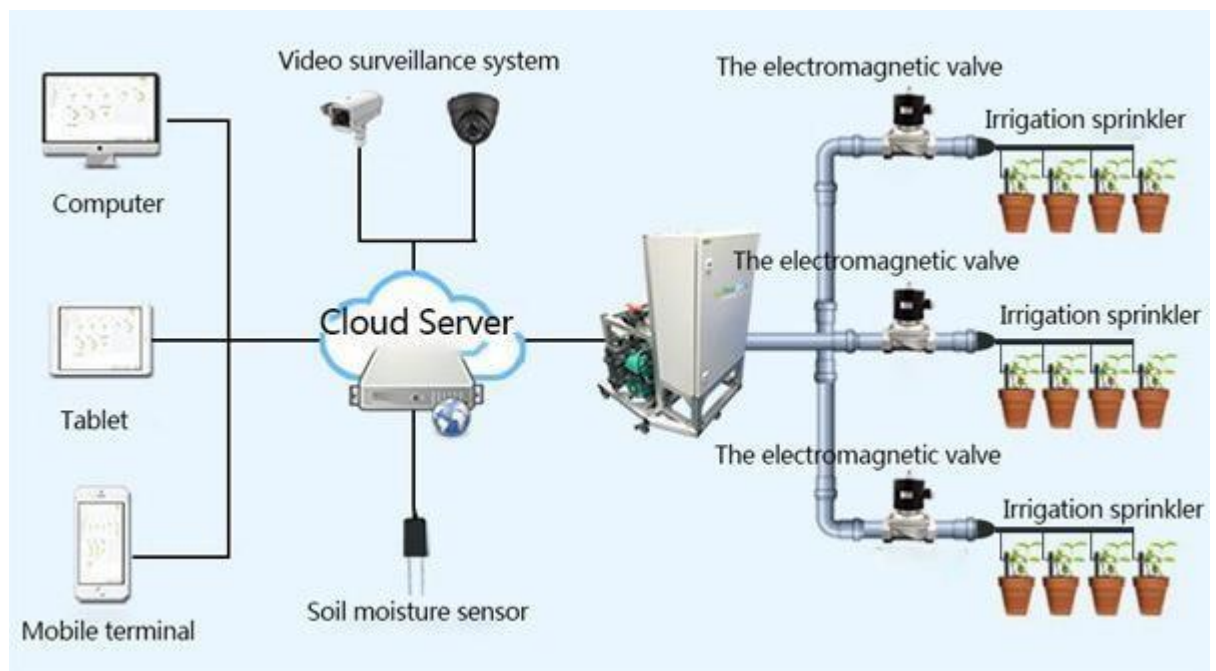 Video surveillance system
The electromagnetic valve
Irrigation sprinkler
Computer
The electromagnetic valve
Cloud Server
Irrigation sprinkler
Tablet
The electromagnetic valve
Irrigation sprinkler
Soil moisture sensor
Mobile terminal